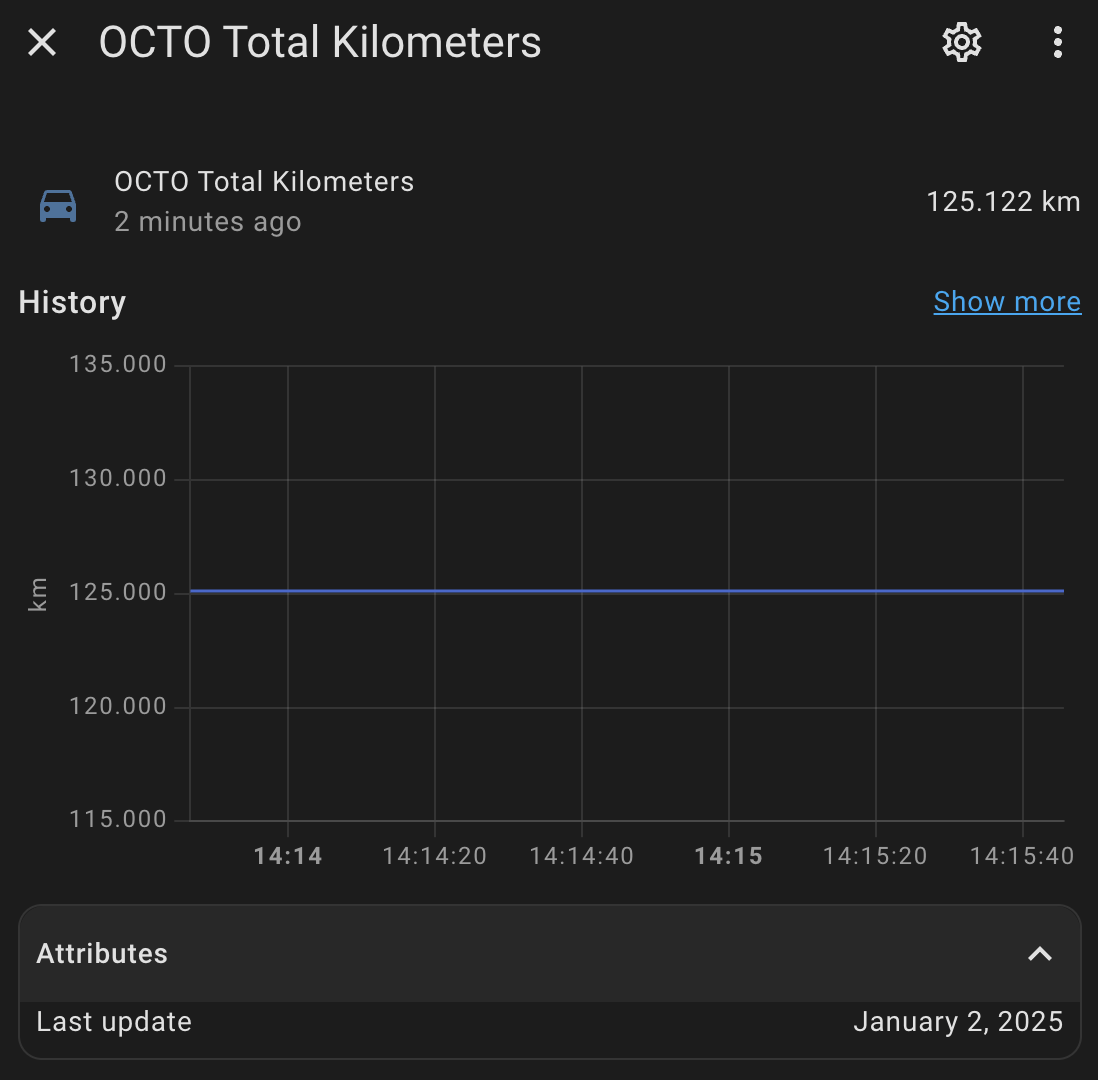 OCTO Total Kilometers
OCTO Total Kilometers
2 minutes ago
125.122 km
History
Show more
135.000
130.000
125.000
120.000
115.000
km
14:14
14:14:20
14:14:40
14:15
14:15:20
14:15:40
Attributes
Last update
January 2, 2025